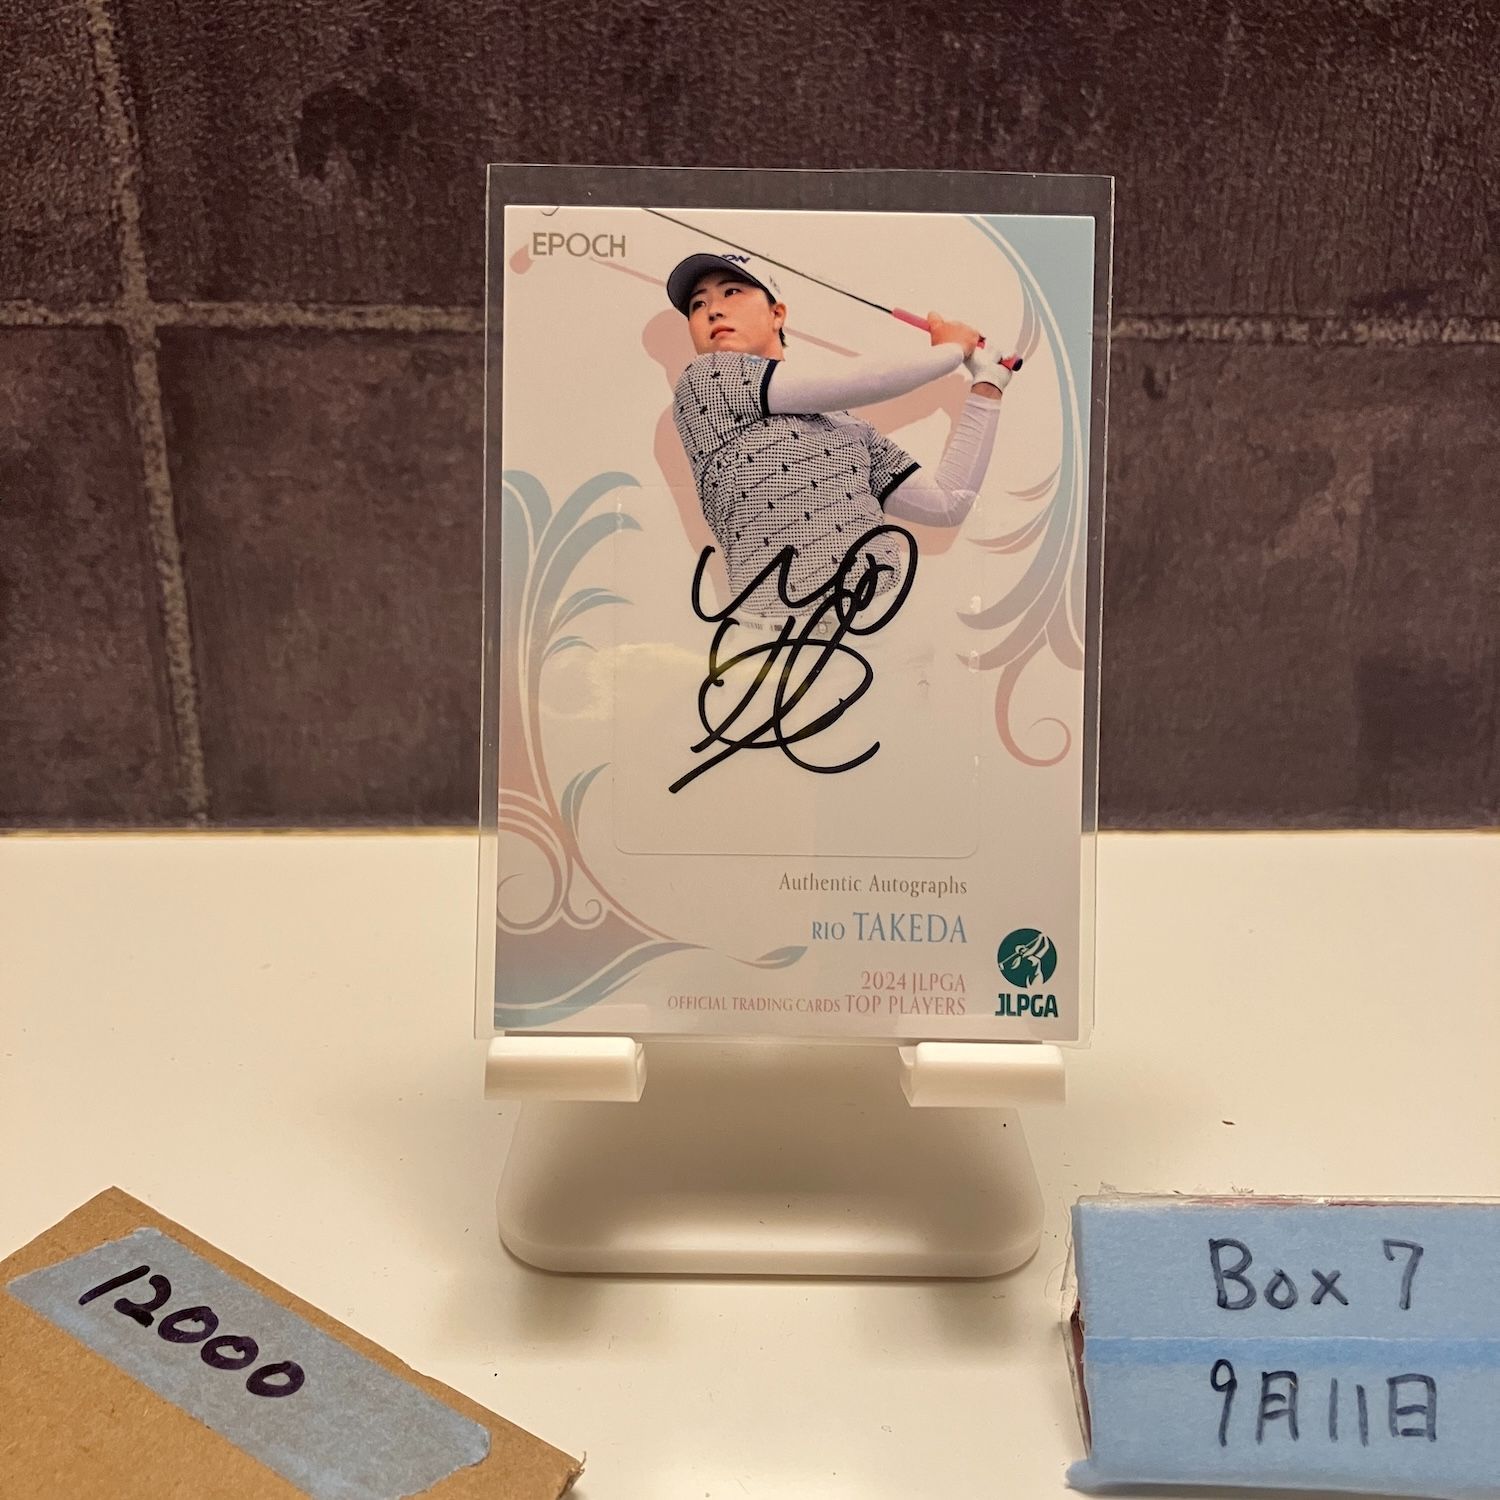 EPOCH
Authentic Autographs
RIO TAKEDA
2024 JLPGA
OFFICIAL TRADING CARDS TOP PLAYERS
JLPGA
12000
Box 7
9月11日